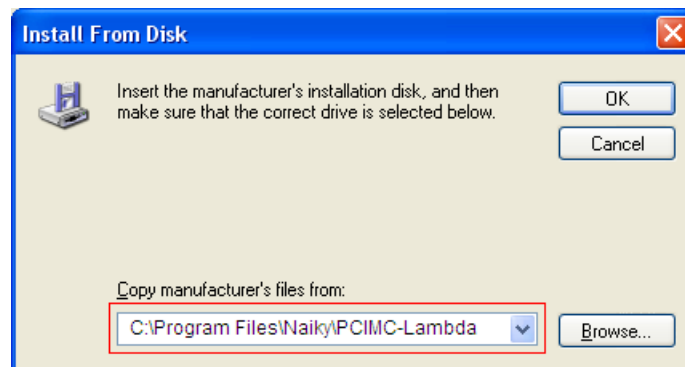 Install From Disk
Insert the manufacturer's installation disk, and then
make sure that the correct drive is selected below.
OK
Cancel
Copy manufacturer's files from:
C:\Program Files\Naiky\PCIMC-Lambda
Browse...